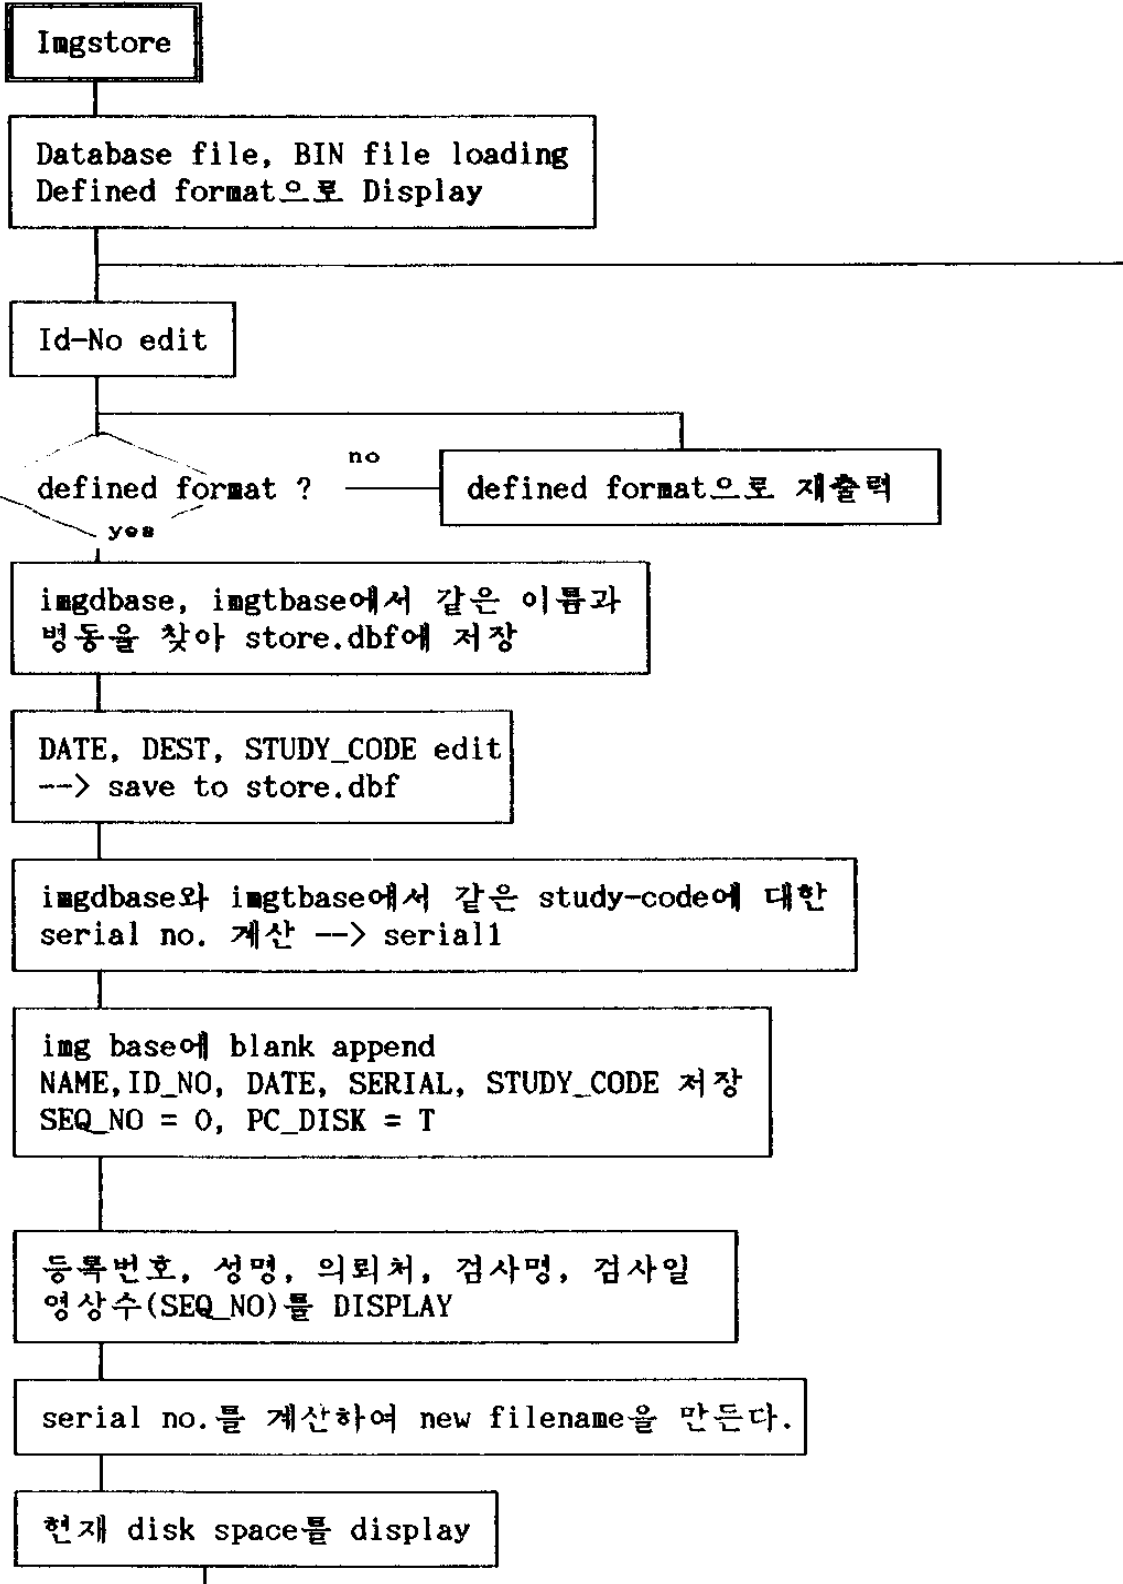 Imgstore
Database file, BIN file loading
Defined format으로 Display
Id-No edit
defined format ?
no
defined format으로 재출력
yes
imgdbase, imgtbase에서 같은 이름과
병동을 찾아 store.dbf에 저장
DATE, DEST, STUDY_CODE edit
--> save to store.dbf
imgdbase와 imgtbase에서 같은 study-code에 대한
serial no. 계산 --> serial1
img base에 blank append
NAME,ID_NO, DATE, SERIAL, STUDY_CODE 저장
SEQ_NO = 0, PC_DISK = T
등록번호, 성명, 의뢰처, 검사명, 검사일
영상수(SEQ_NO)를 DISPLAY
serial no.를 계산하여 new filename을 만든다.
현재 disk space를 display